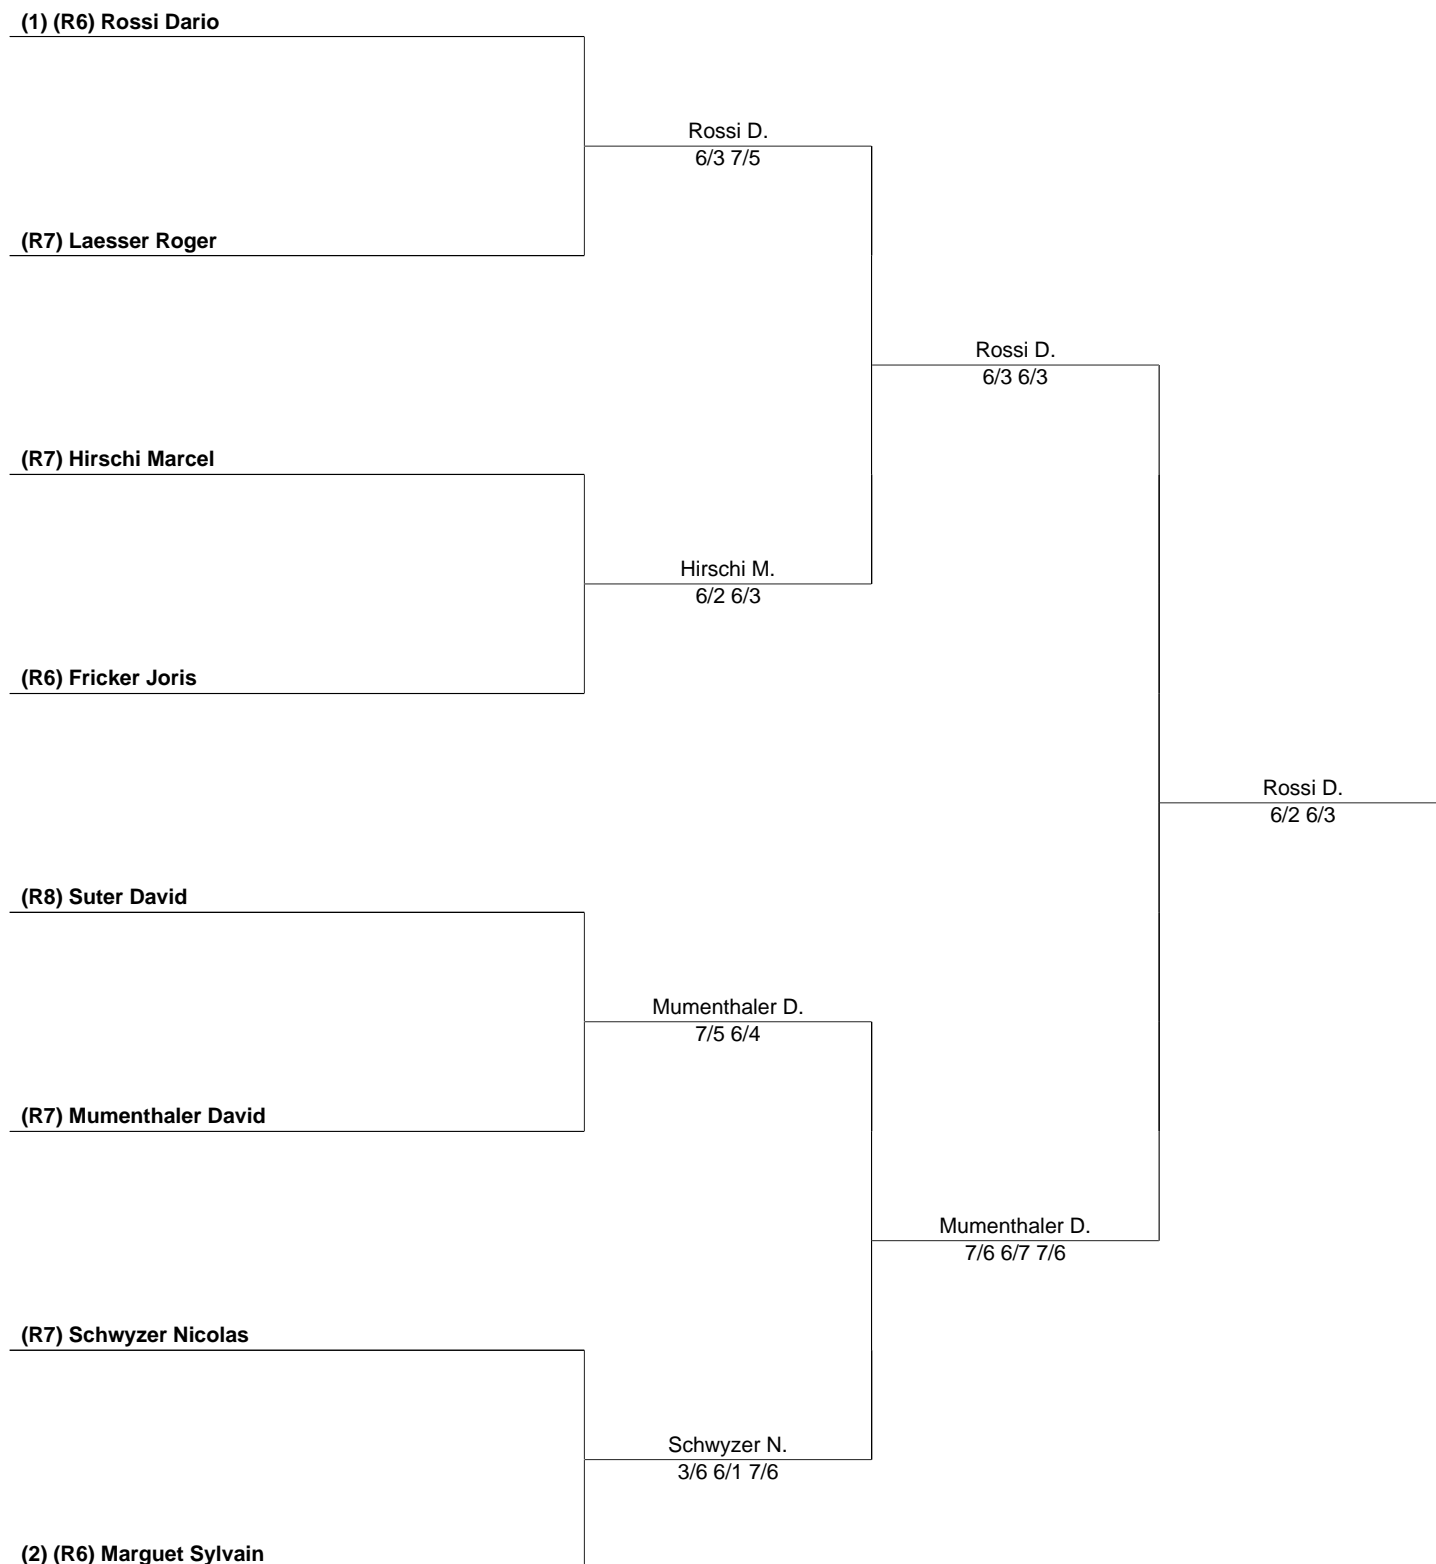 (1) (R6) Rossi Dario
Rossi D.
6/3 7/5
(R7) Laesser Roger
Rossi D.
6/3 6/3
(R7) Hirschi Marcel
Hirschi M.
6/2 6/3
(R6) Fricker Joris
Rossi D.
6/2 6/3
(R8) Suter David
Mumenthaler D.
7/5 6/4
(R7) Mumenthaler David
Mumenthaler D.
7/6 6/7 7/6
(R7) Schwyzer Nicolas
Schwyzer N.
3/6 6/1 7/6
(2) (R6) Marguet Sylvain